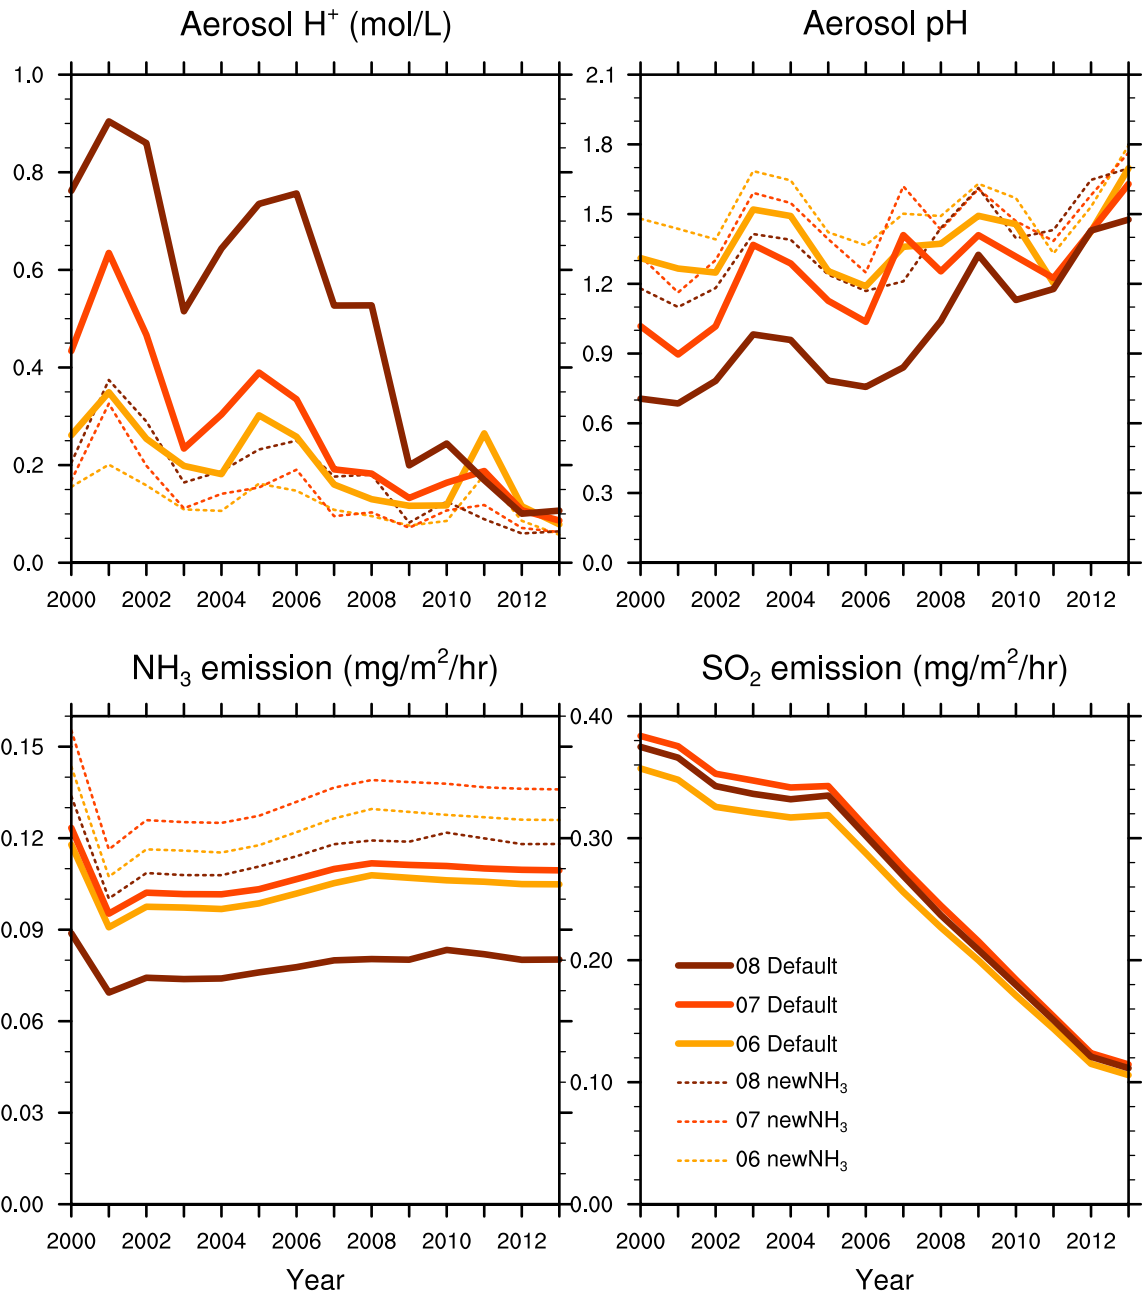 Aerosol H⁺ (mol/L)
Aerosol pH
1.0
0.8
0.6
0.4
0.2
0.0
2000 2002 2004 2006 2008 2010 2012
2.1
1.8
1.5
1.2
0.9
0.6
0.3
0.0
2000 2002 2004 2006 2008 2010 2012
NH₃ emission (mg/m²/hr)
SO₂ emission (mg/m²/hr)
0.15
0.12
0.09
0.06
0.03
0.00
2000 2002 2004 2006 2008 2010 2012
Year
0.40
0.30
0.20
0.10
0.00
08 Default
07 Default
06 Default
08 newNH₃
07 newNH₃
06 newNH₃
2000 2002 2004 2006 2008 2010 2012
Year